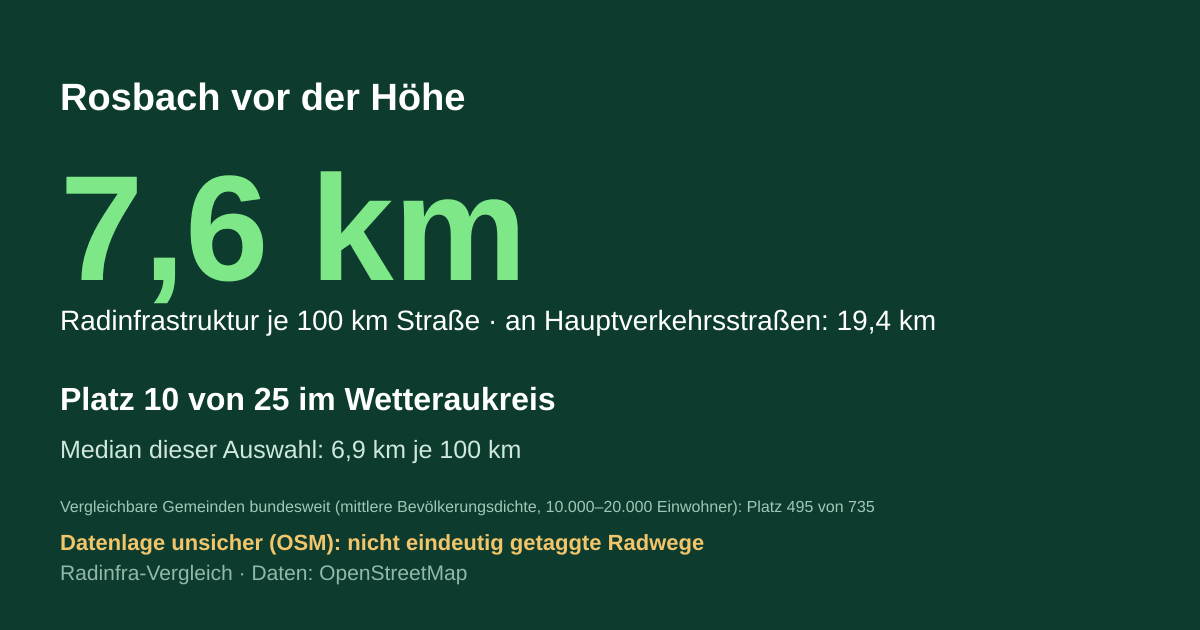 Rosbach vor der Höhe
7,6 km
Radinfrastruktur je 100 km Straße · an Hauptverkehrsstraßen: 19,4 km
Platz 10 von 25 im Wetteraukreis
Median dieser Auswahl: 6,9 km je 100 km
Vergleichbare Gemeinden bundesweit (mittlere Bevölkerungsdichte, 10.000–20.000 Einwohner): Platz 495 von 735
Datenlage unsicher (OSM): nicht eindeutig getaggte Radwege
Radinfra-Vergleich · Daten: OpenStreetMap